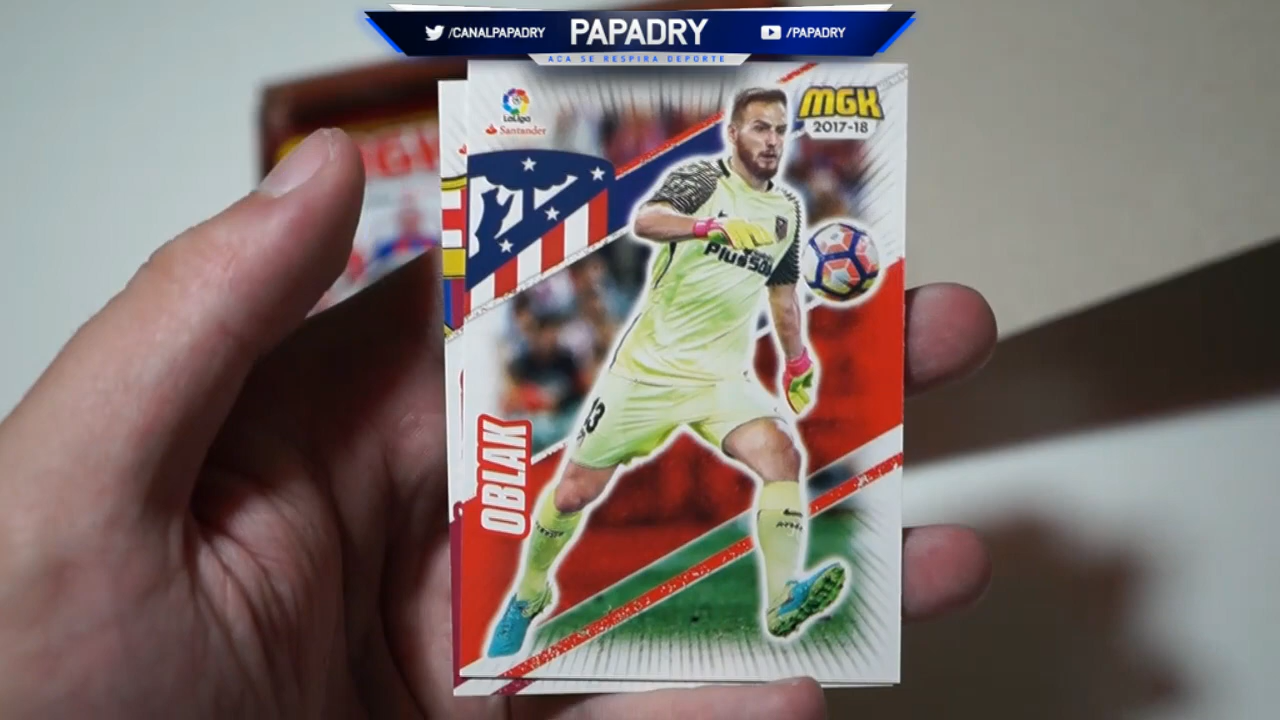 /CANALPAPADRY
PAPADRY
/PAPADRY
ACA SE RESPIRA DEPORTE
LaLiga
Santander
MGK
2017-18
Plus500
13
OBLAK